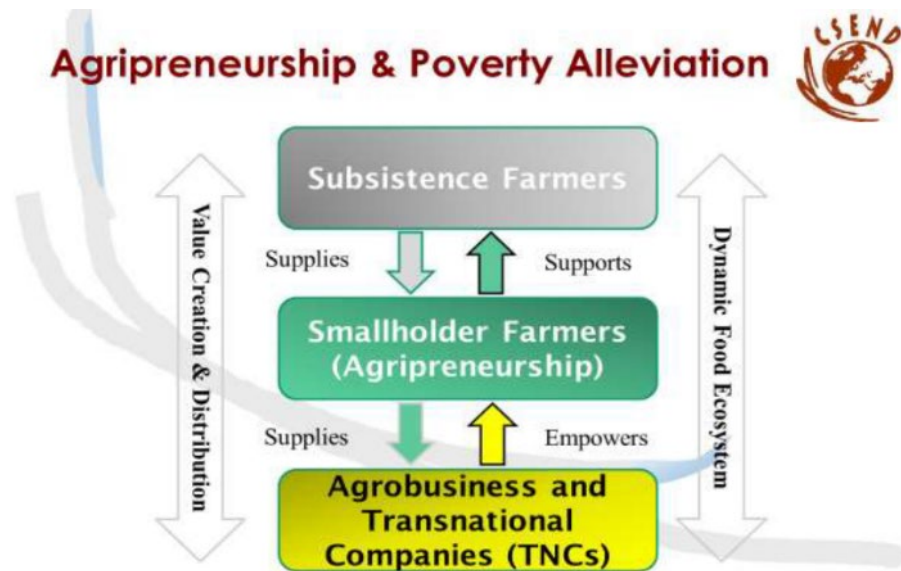 Agripreneurship & Poverty Alleviation
CSEND
Subsistence Farmers
Supplies
Supports
Smallholder Farmers
(Agripreneurship)
Supplies
Empowers
Agrobusiness and
Transnational
Companies (TNCs)
Value Creation & Distribution
Dynamic Food Ecosystem